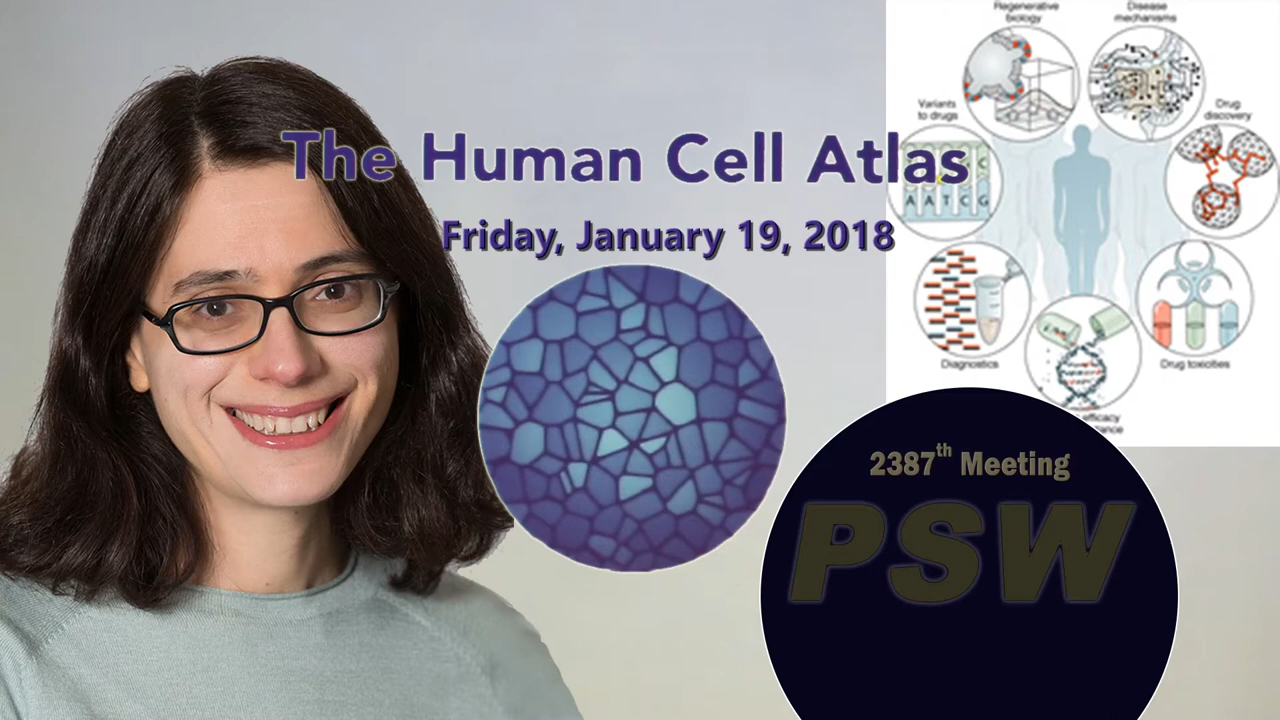 The Human Cell Atlas
Friday, January 19, 2018
Regenerative
biology
Disease
mechanisms
Variants
to drugs
Drug
discovery
C
A A T C G
Diagnostics
Drug toxicities
efficacy
2387th Meeting
PSW